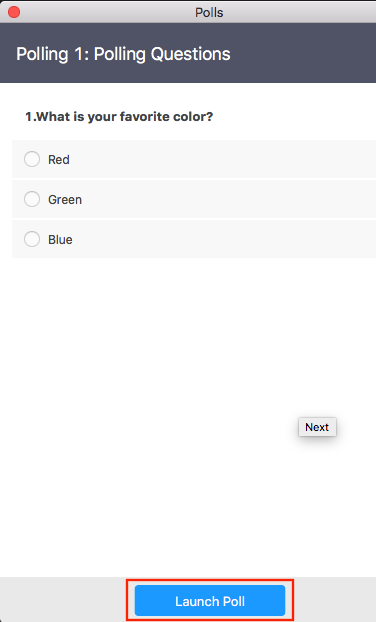 Polls
Polling 1: Polling Questions
1.What is your favorite color?
Red
Green
Blue
Next
Launch Poll